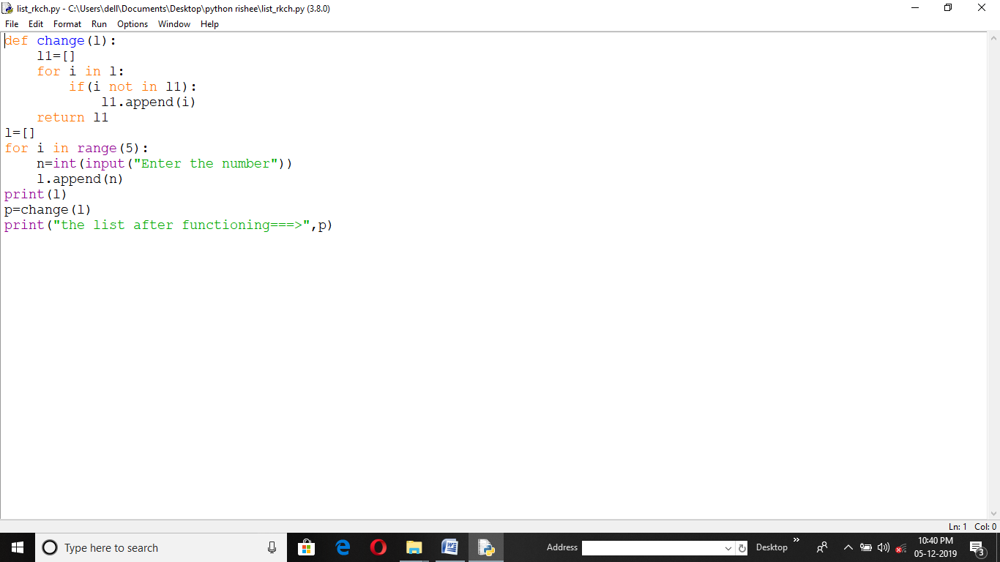 list_rkch.py - C:\Users\dell\Documents\Desktop\python rishee\list_rkch.py (3.8.0)
File Edit Format Run Options Window Help
def change(l):
    l1=[]
    for i in l:
        if(i not in l1):
            l1.append(i)
    return l1
l=[]
for i in range(5):
    n=int(input("Enter the number"))
    l.append(n)
print(l)
p=change(l)
print("the list after functioning===>",p)
Ln: 1 Col: 0
Type here to search
Address
Desktop
10:40 PM
05-12-2019
3